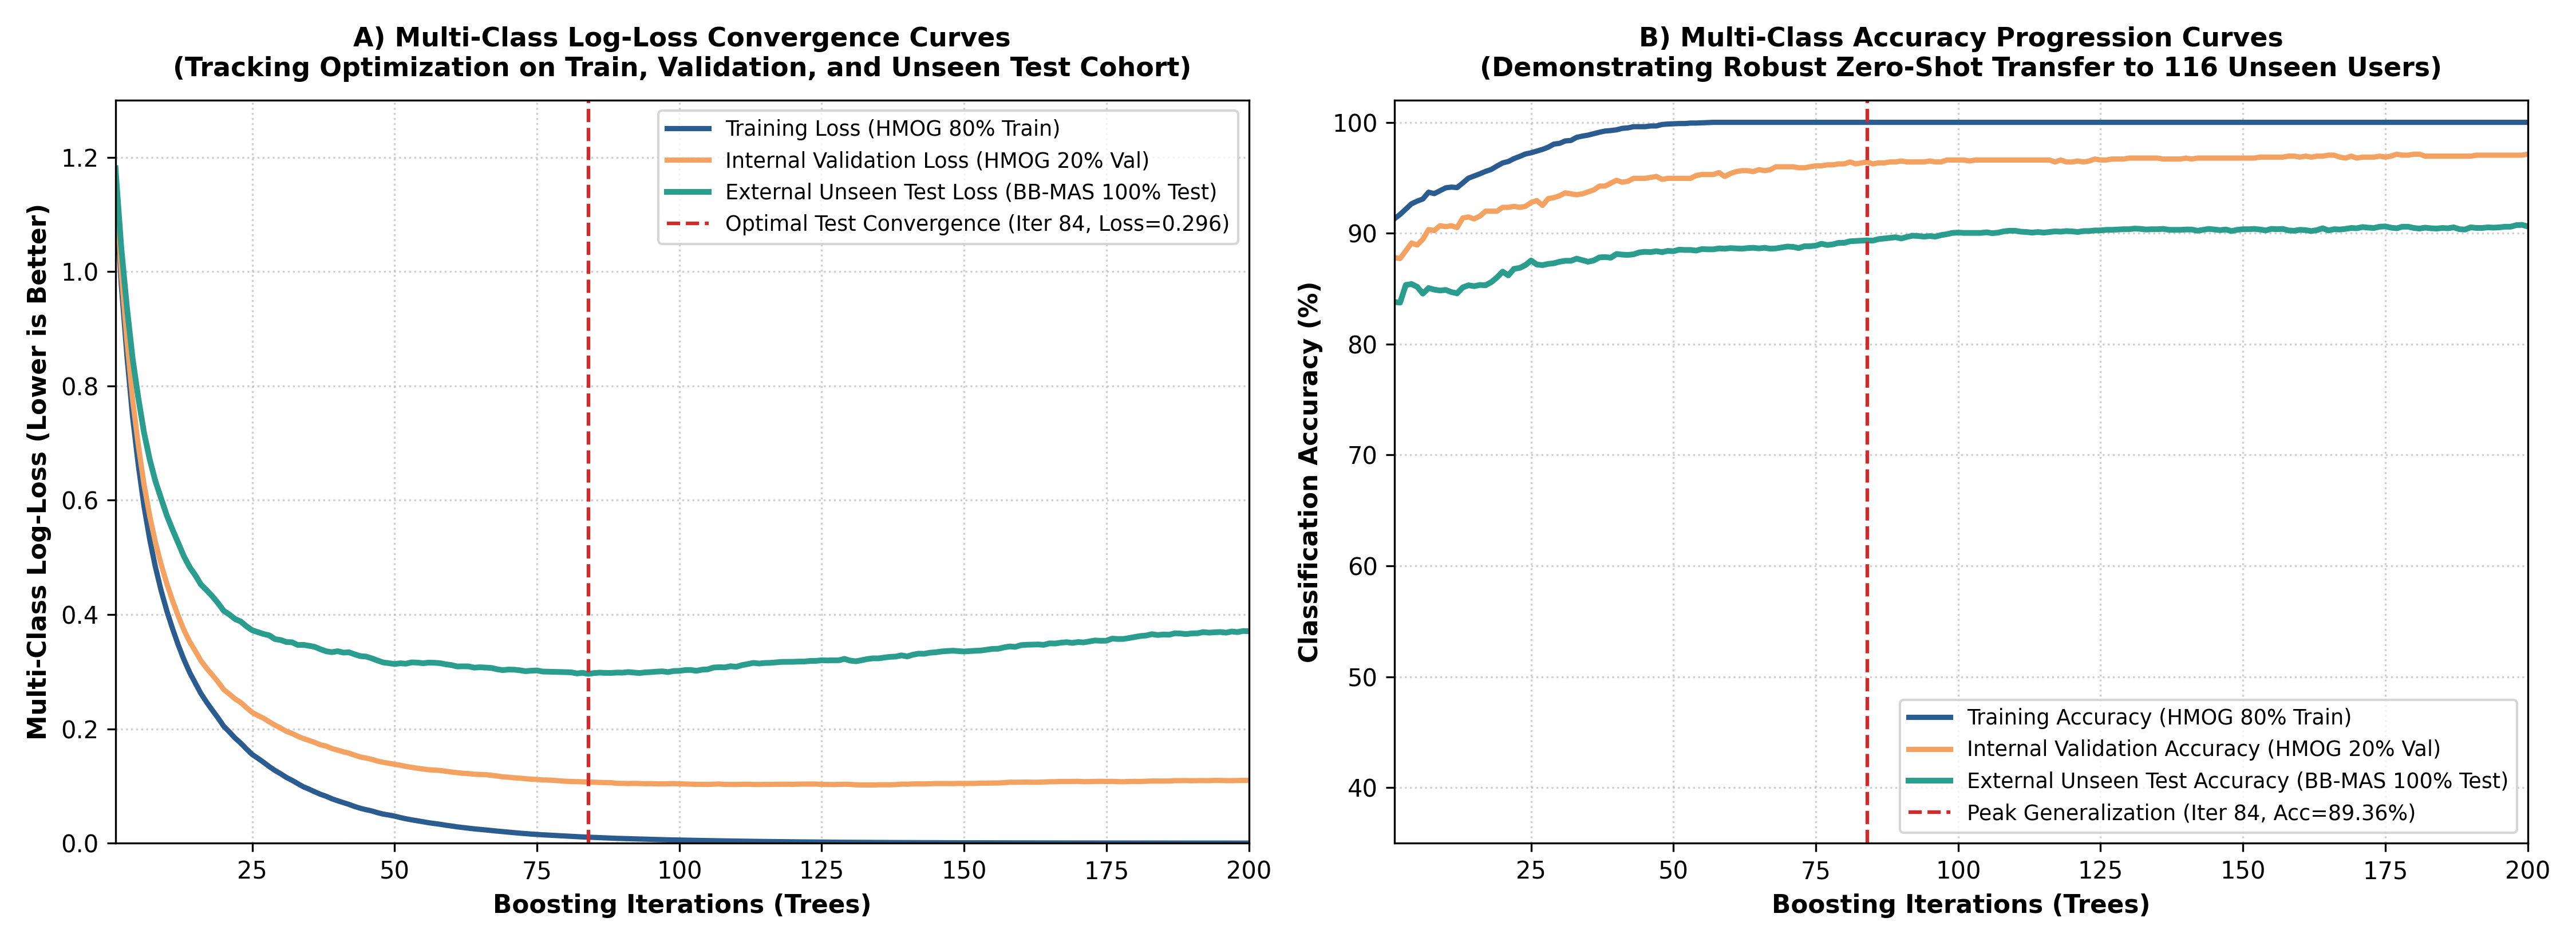 A) Multi-Class Log-Loss Convergence Curves
(Tracking Optimization on Train, Validation, and Unseen Test Cohort)
Multi-Class Log-Loss (Lower is Better)
1.2
1.0
0.8
0.6
0.4
0.2
0.0
Training Loss (HMOG 80% Train)
Internal Validation Loss (HMOG 20% Val)
External Unseen Test Loss (BB-MAS 100% Test)
Optimal Test Convergence (Iter 84, Loss=0.296)
25 50 75 100 125 150 175 200
Boosting Iterations (Trees)
B) Multi-Class Accuracy Progression Curves
(Demonstrating Robust Zero-Shot Transfer to 116 Unseen Users)
Classification Accuracy (%)
100
90
80
70
60
50
40
Training Accuracy (HMOG 80% Train)
Internal Validation Accuracy (HMOG 20% Val)
External Unseen Test Accuracy (BB-MAS 100% Test)
Peak Generalization (Iter 84, Acc=89.36%)
25 50 75 100 125 150 175 200
Boosting Iterations (Trees)